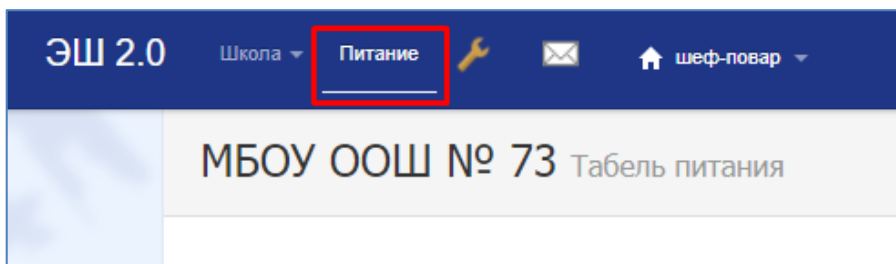 ЭШ 2.0 Школа Питание шеф-повар
МБОУ ООШ № 73 Табель питания